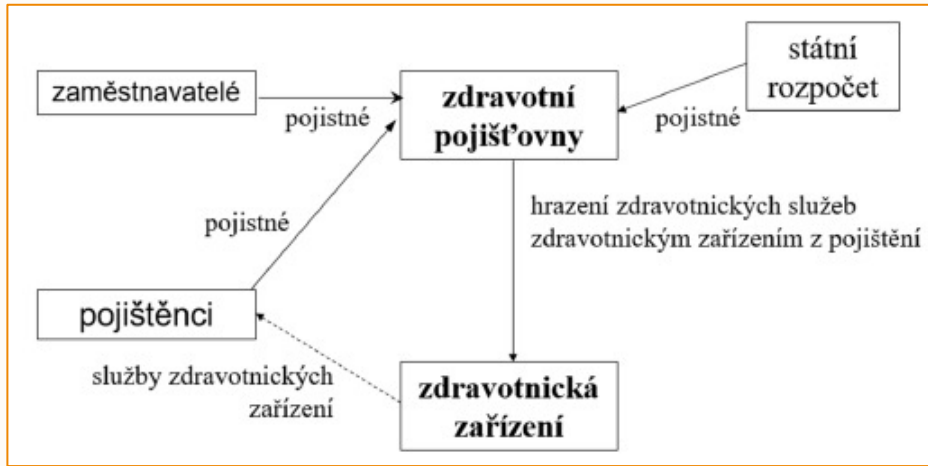 zaměstnavatelé
pojistné
zdravotní
pojišťovny
státní
rozpočet
pojistné
pojistné
hrazení zdravotnických služeb
zdravotnickým zařízením z pojištění
pojištěnci
služby zdravotnických
zařízení
zdravotnická
zařízení